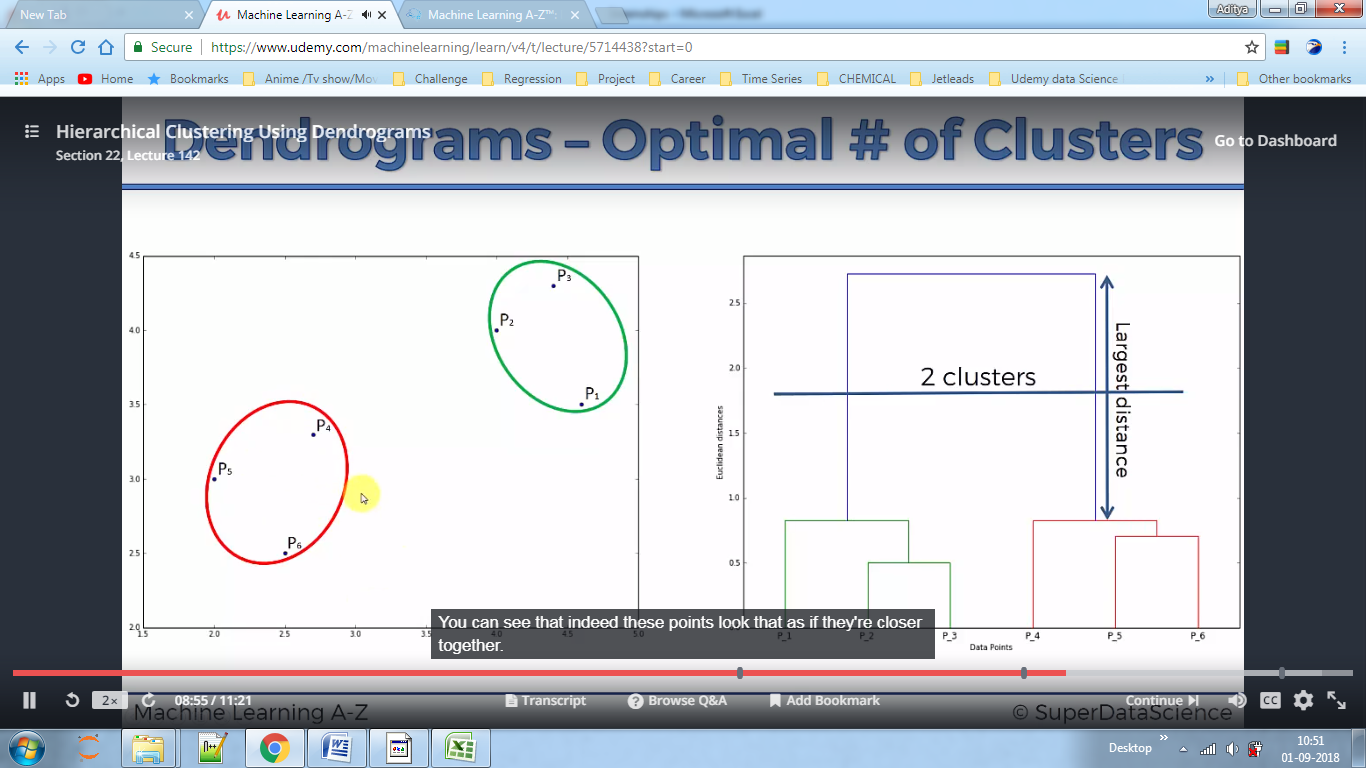 New Tab
Machine Learning A-Z
Machine Learning A-Z™:
Microsoft Excel
Aditya
Secure
https://www.udemy.com/machinelearning/learn/v4/t/lecture/5714438?start=0
Apps
Home
Bookmarks
Anime /Tv show/Mov
Challenge
Regression
Project
Career
Time Series
CHEMICAL
Jetleads
Udemy data Science
»
Other bookmarks
Hierarchical Clustering Using Dendrograms
Section 22, Lecture 142
Go to Dashboard
Dendrograms – Optimal # of Clusters
4.5
4.0
3.5
3.0
2.5
2.0
1.5
2.0
2.5
3.0
3.5
4.0
4.5
5.0
P3
P2
P1
P4
P5
P6
2.5
2.0
1.5
1.0
0.5
Euclidean distances
2 clusters
Largest distance
P_1
P_2
P_3
P_4
P_5
P_6
Data Points
You can see that indeed these points look that as if they're closer
together.
2×
08:55 / 11:21
Transcript
Browse Q&A
Add Bookmark
Continue
CC
Machine Learning A-Z
© SuperDataScience
N++
Desktop
»
10:51
01-09-2018